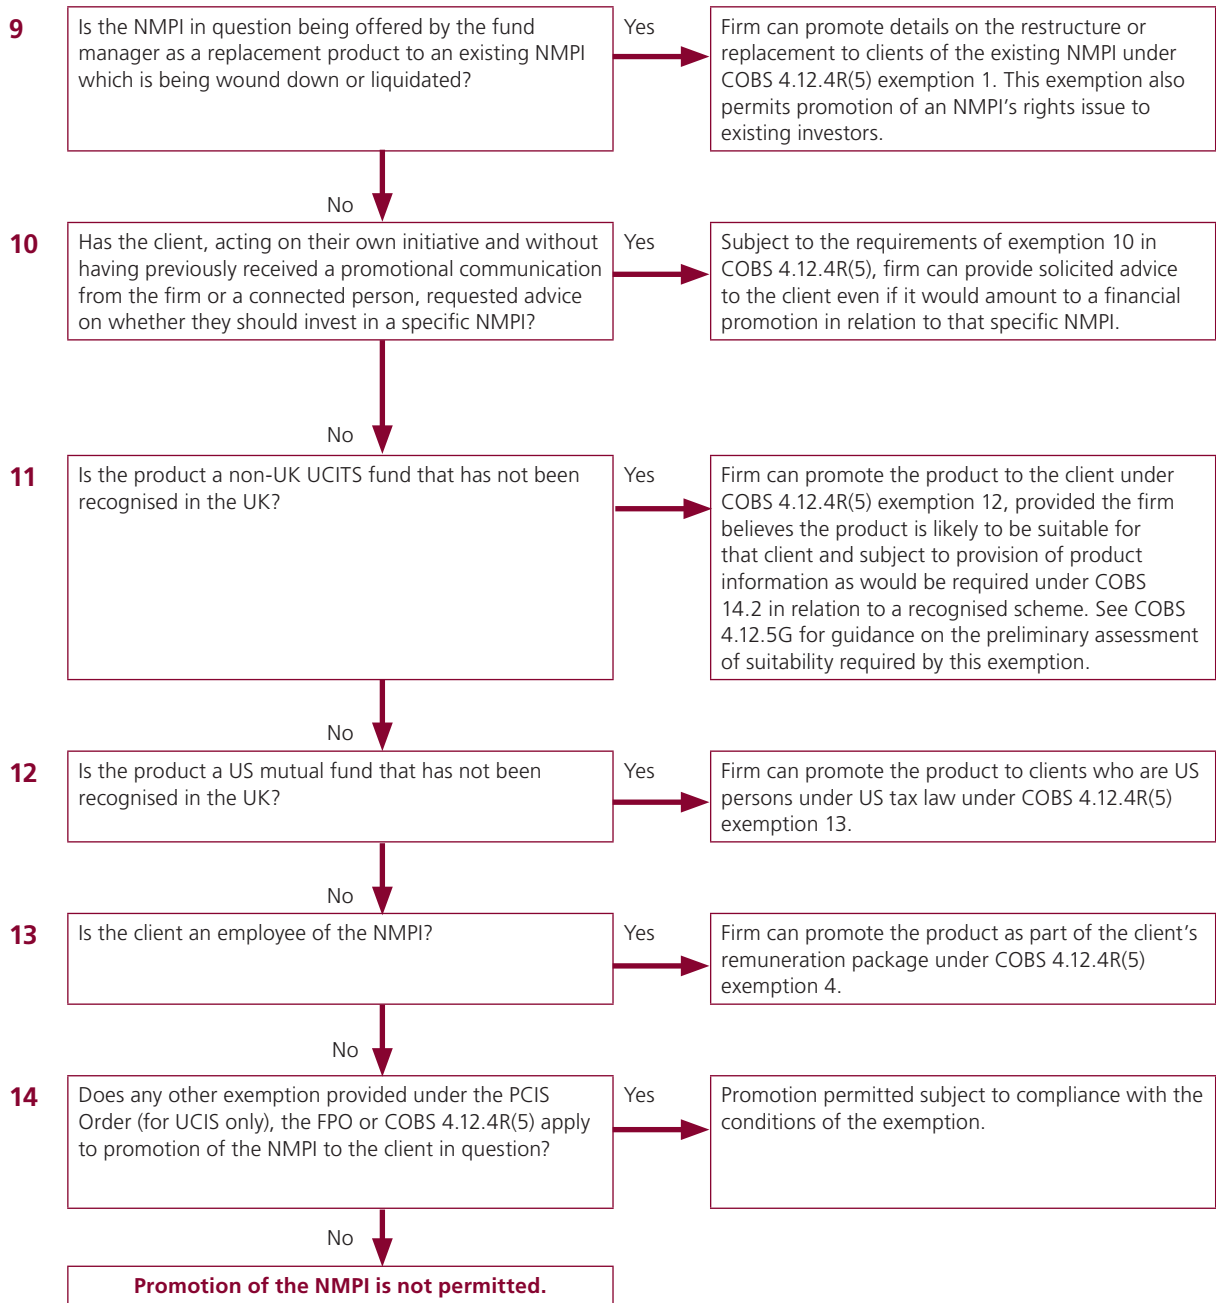 9
Is the NMPI in question being offered by the fund
manager as a replacement product to an existing NMPI
which is being wound down or liquidated?
Yes
Firm can promote details on the restructure or
replacement to clients of the existing NMPI under
COBS 4.12.4R(5) exemption 1. This exemption also
permits promotion of an NMPI’s rights issue to
existing investors.
No
10
Has the client, acting on their own initiative and without
having previously received a promotional communication
from the firm or a connected person, requested advice
on whether they should invest in a specific NMPI?
Yes
Subject to the requirements of exemption 10 in
COBS 4.12.4R(5), firm can provide solicited advice
to the client even if it would amount to a financial
promotion in relation to that specific NMPI.
No
11
Is the product a non-UK UCITS fund that has not been
recognised in the UK?
Yes
Firm can promote the product to the client under
COBS 4.12.4R(5) exemption 12, provided the firm
believes the product is likely to be suitable for
that client and subject to provision of product
information as would be required under COBS
14.2 in relation to a recognised scheme. See COBS
4.12.5G for guidance on the preliminary assessment
of suitability required by this exemption.
No
12
Is the product a US mutual fund that has not been
recognised in the UK?
Yes
Firm can promote the product to clients who are US
persons under US tax law under COBS 4.12.4R(5)
exemption 13.
No
13
Is the client an employee of the NMPI?
Yes
Firm can promote the product as part of the client’s
remuneration package under COBS 4.12.4R(5)
exemption 4.
No
14
Does any other exemption provided under the PCIS
Order (for UCIS only), the FPO or COBS 4.12.4R(5) apply
to promotion of the NMPI to the client in question?
Yes
Promotion permitted subject to compliance with the
conditions of the exemption.
No
Promotion of the NMPI is not permitted.